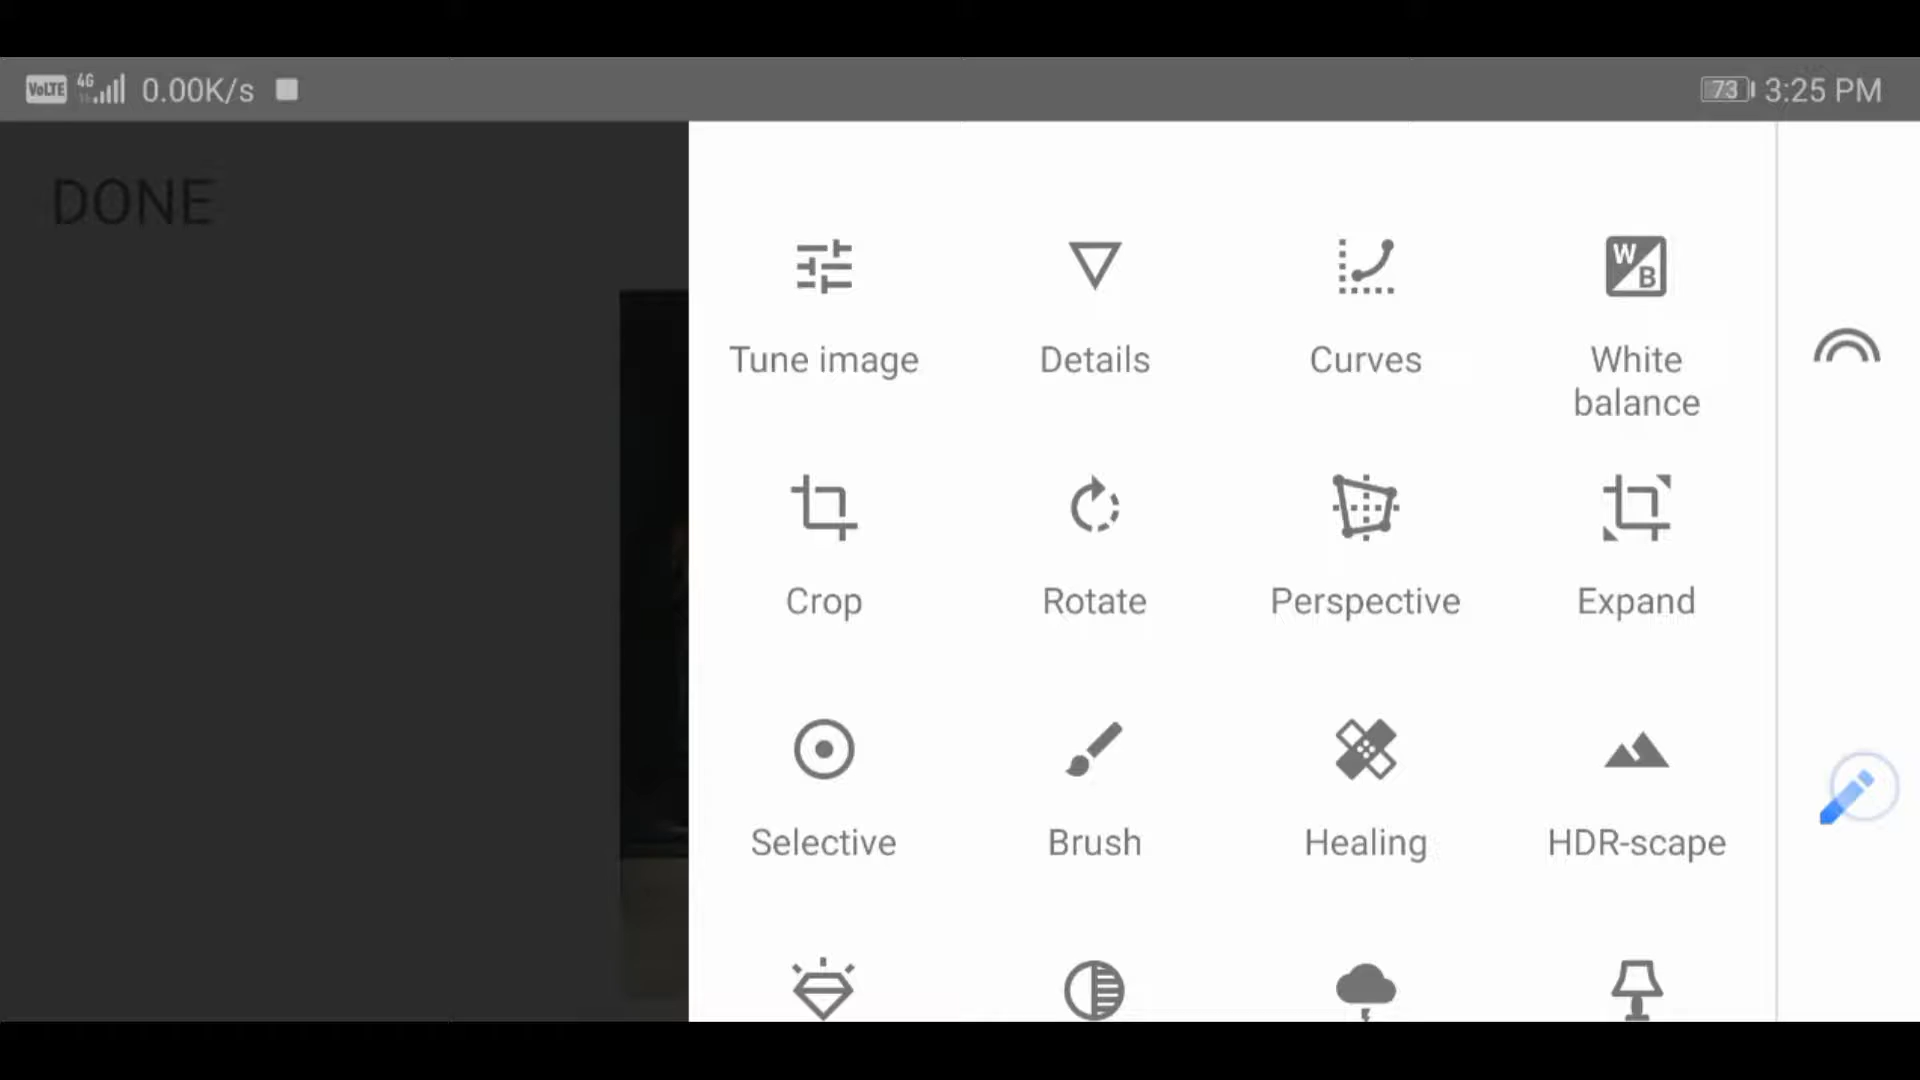 VoLTE 4G 0.00K/s
73 3:25 PM
DONE
Tune image
Details
Curves
W
B
White
balance
Crop
Rotate
Perspective
Expand
Selective
Brush
Healing
HDR-scape